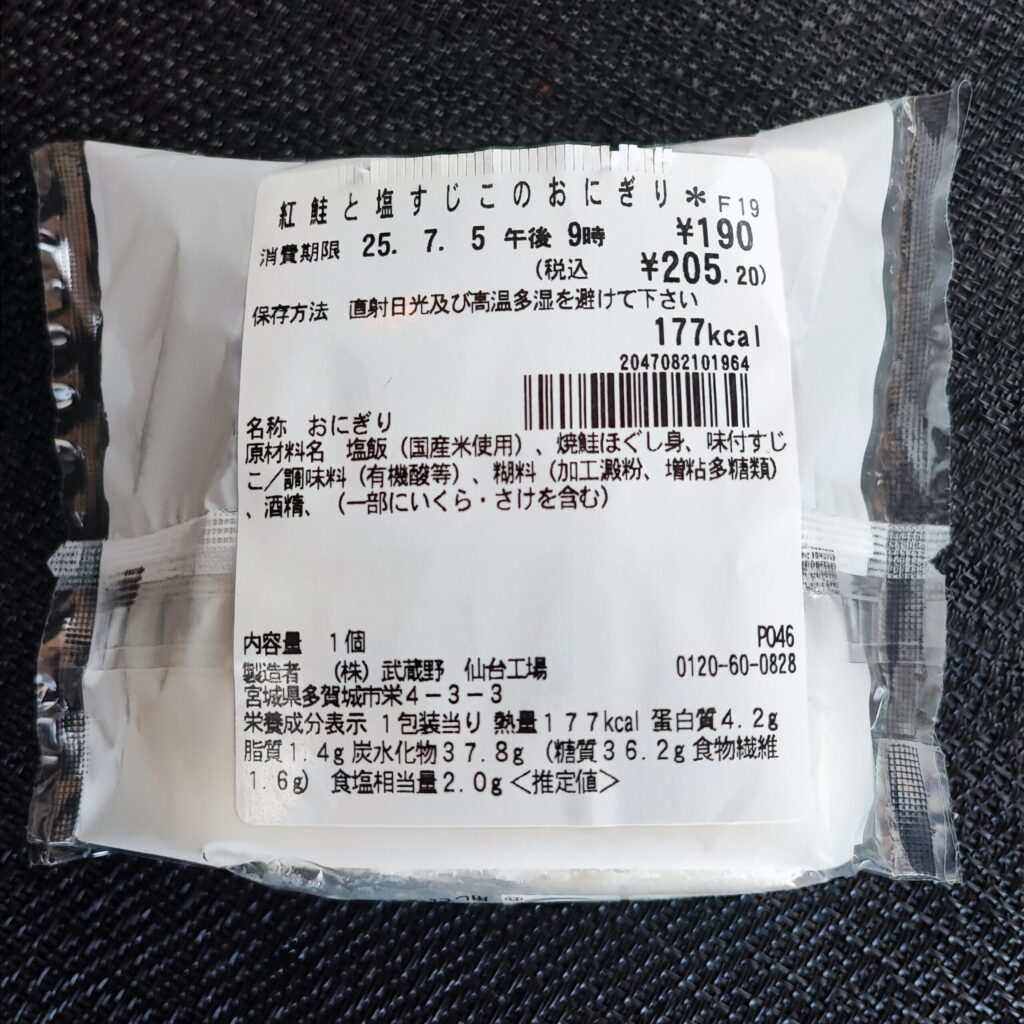 紅鮭と塩すじこのおにぎり＊F19
消費期限 25. 7. 5 午後 9時 ¥190
(税込 ¥205.20)
保存方法 直射日光及び高温多湿を避けて下さい
177kcal
2047082101964
名称 おにぎり
原材料名 塩飯（国産米使用）、焼鮭ほぐし身、味付すじ
こ／調味料（有機酸等）、糊料（加工澱粉、増粘多糖類）
、酒精、（一部にいくら・さけを含む）
内容量 1個 P046
製造者 （株）武蔵野 仙台工場 0120-60-0828
宮城県多賀城市栄4－3－3
栄養成分表示 1包装当り 熱量177kcal 蛋白質4.2g
脂質1.4g 炭水化物37.8g （糖質36.2g 食物繊維
1.6g） 食塩相当量2.0g＜推定値＞